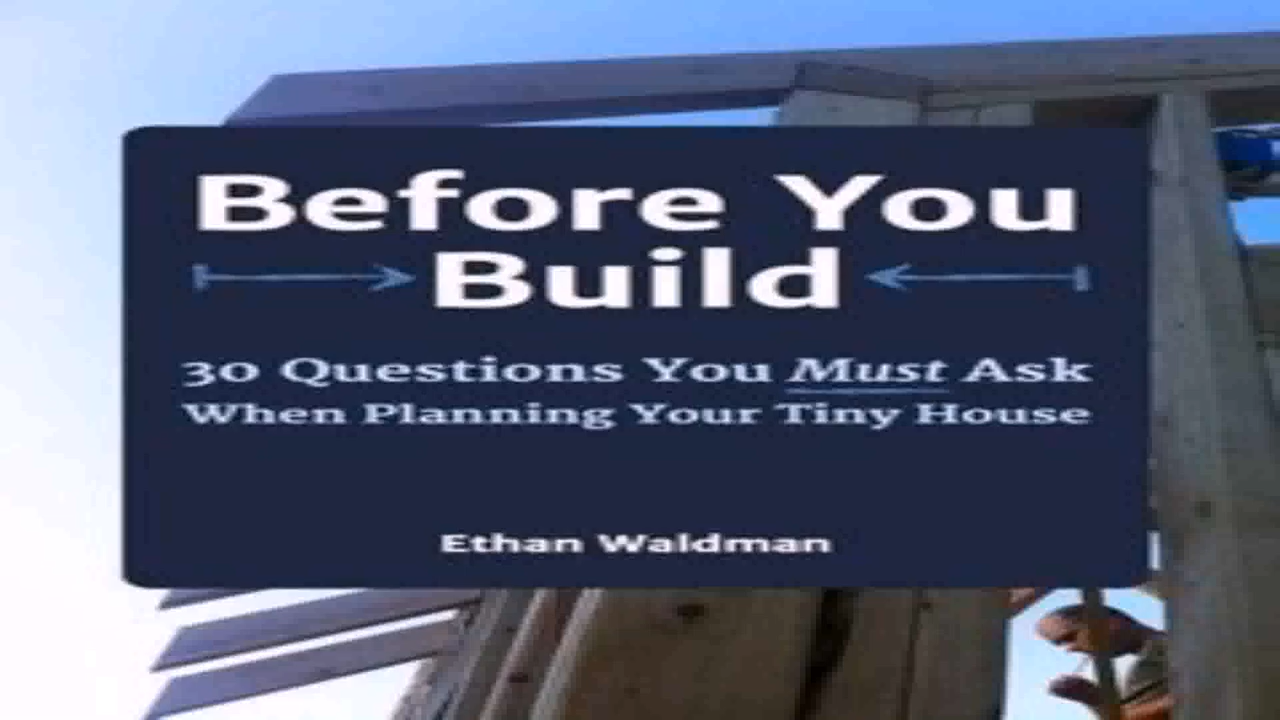 Before You
Build
30 Questions You Must Ask
When Planning Your Tiny House
Ethan Waldman